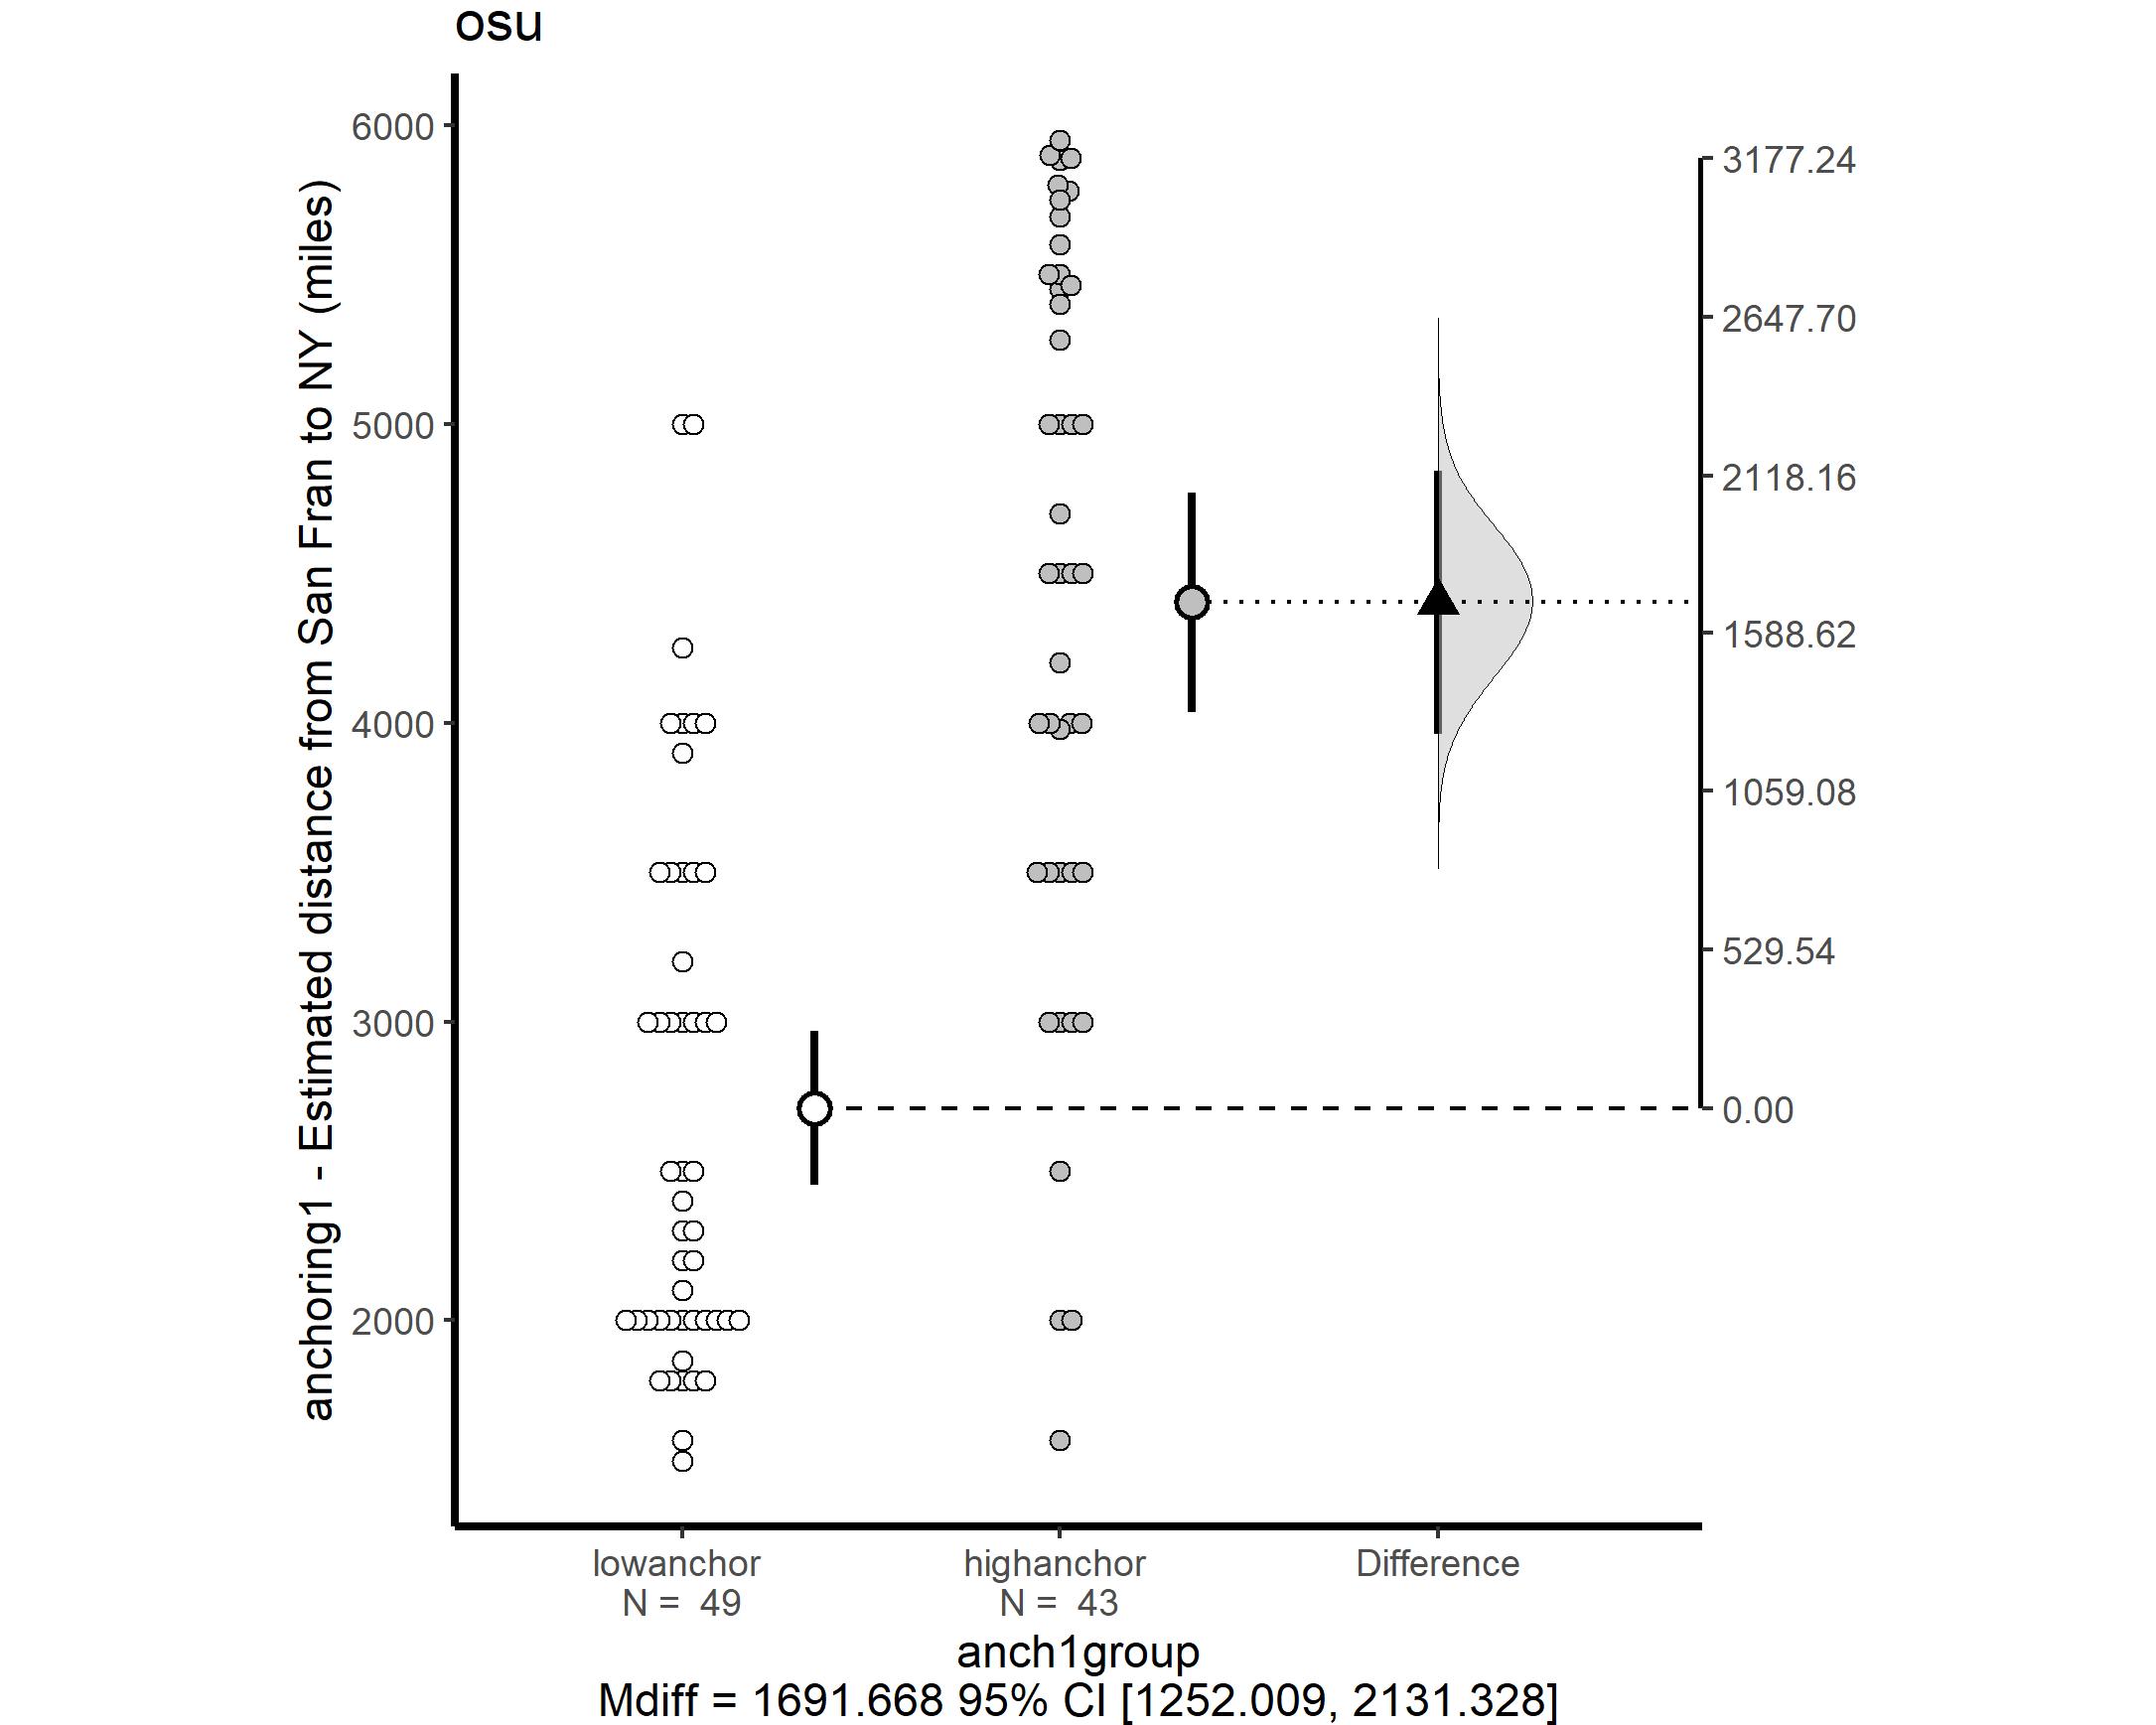 osu
anchoring1 - Estimated distance from San Fran to NY (miles)
6000
5000
4000
3000
2000
3177.24
2647.70
2118.16
1588.62
1059.08
529.54
0.00
lowanchor
N =  49
highanchor
N =  43
Difference
anch1group
Mdiff = 1691.668 95% CI [1252.009, 2131.328]